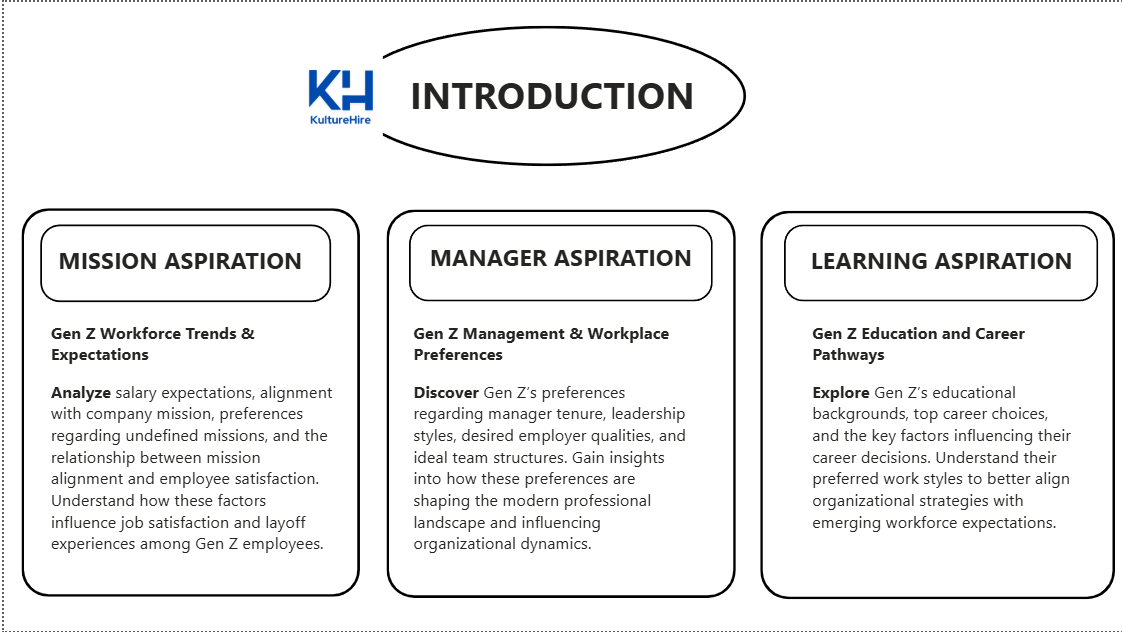 KH
KultureHire
INTRODUCTION
MISSION ASPIRATION
Gen Z Workforce Trends &
Expectations
Analyze salary expectations, alignment
with company mission, preferences
regarding undefined missions, and the
relationship between mission
alignment and employee satisfaction.
Understand how these factors
influence job satisfaction and layoff
experiences among Gen Z employees.
MANAGER ASPIRATION
Gen Z Management & Workplace
Preferences
Discover Gen Z’s preferences
regarding manager tenure, leadership
styles, desired employer qualities, and
ideal team structures. Gain insights
into how these preferences are
shaping the modern professional
landscape and influencing
organizational dynamics.
LEARNING ASPIRATION
Gen Z Education and Career
Pathways
Explore Gen Z’s educational
backgrounds, top career choices,
and the key factors influencing their
career decisions. Understand their
preferred work styles to better align
organizational strategies with
emerging workforce expectations.